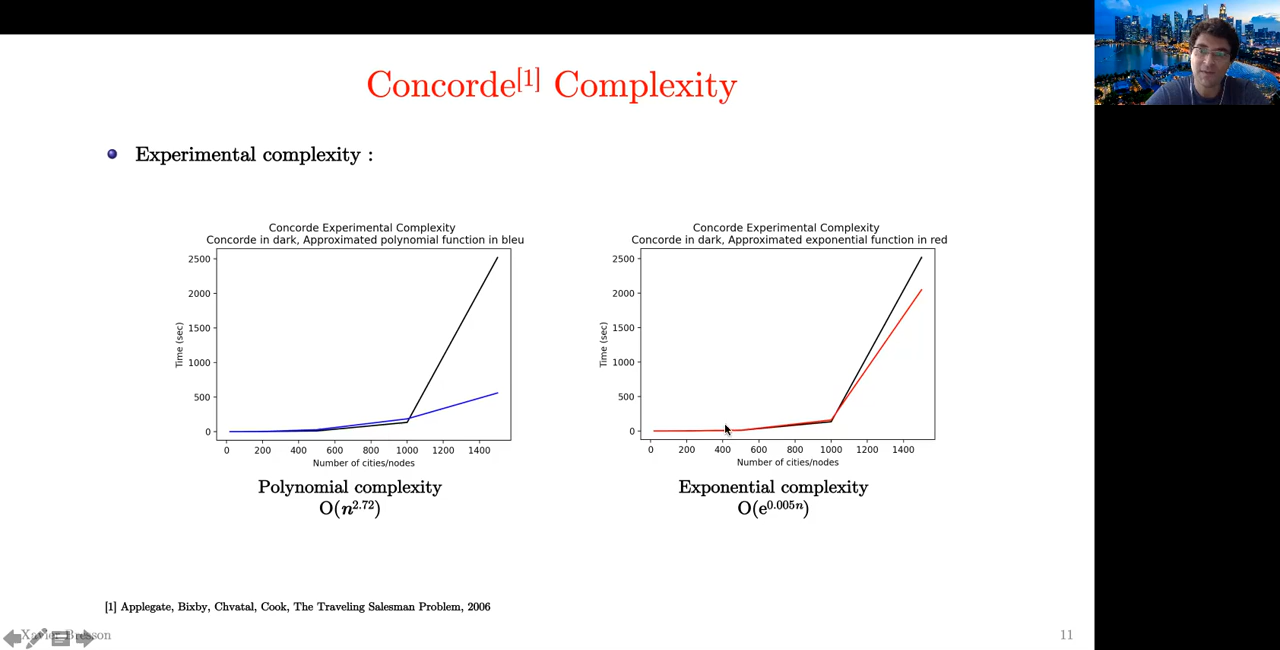 Concorde[1] Complexity
Experimental complexity :
Concorde Experimental Complexity
Concorde in dark, Approximated polynomial function in bleu
2500
2000
1500
1000
500
0
Time (sec)
0 200 400 600 800 1000 1200 1400
Number of cities/nodes
Polynomial complexity
O(n^2.72)
Concorde Experimental Complexity
Concorde in dark, Approximated exponential function in red
2500
2000
1500
1000
500
0
Time (sec)
0 200 400 600 800 1000 1200 1400
Number of cities/nodes
Exponential complexity
O(e^0.005n)
[1] Applegate, Bixby, Chvatal, Cook, The Traveling Salesman Problem, 2006
Xavier Bresson
11